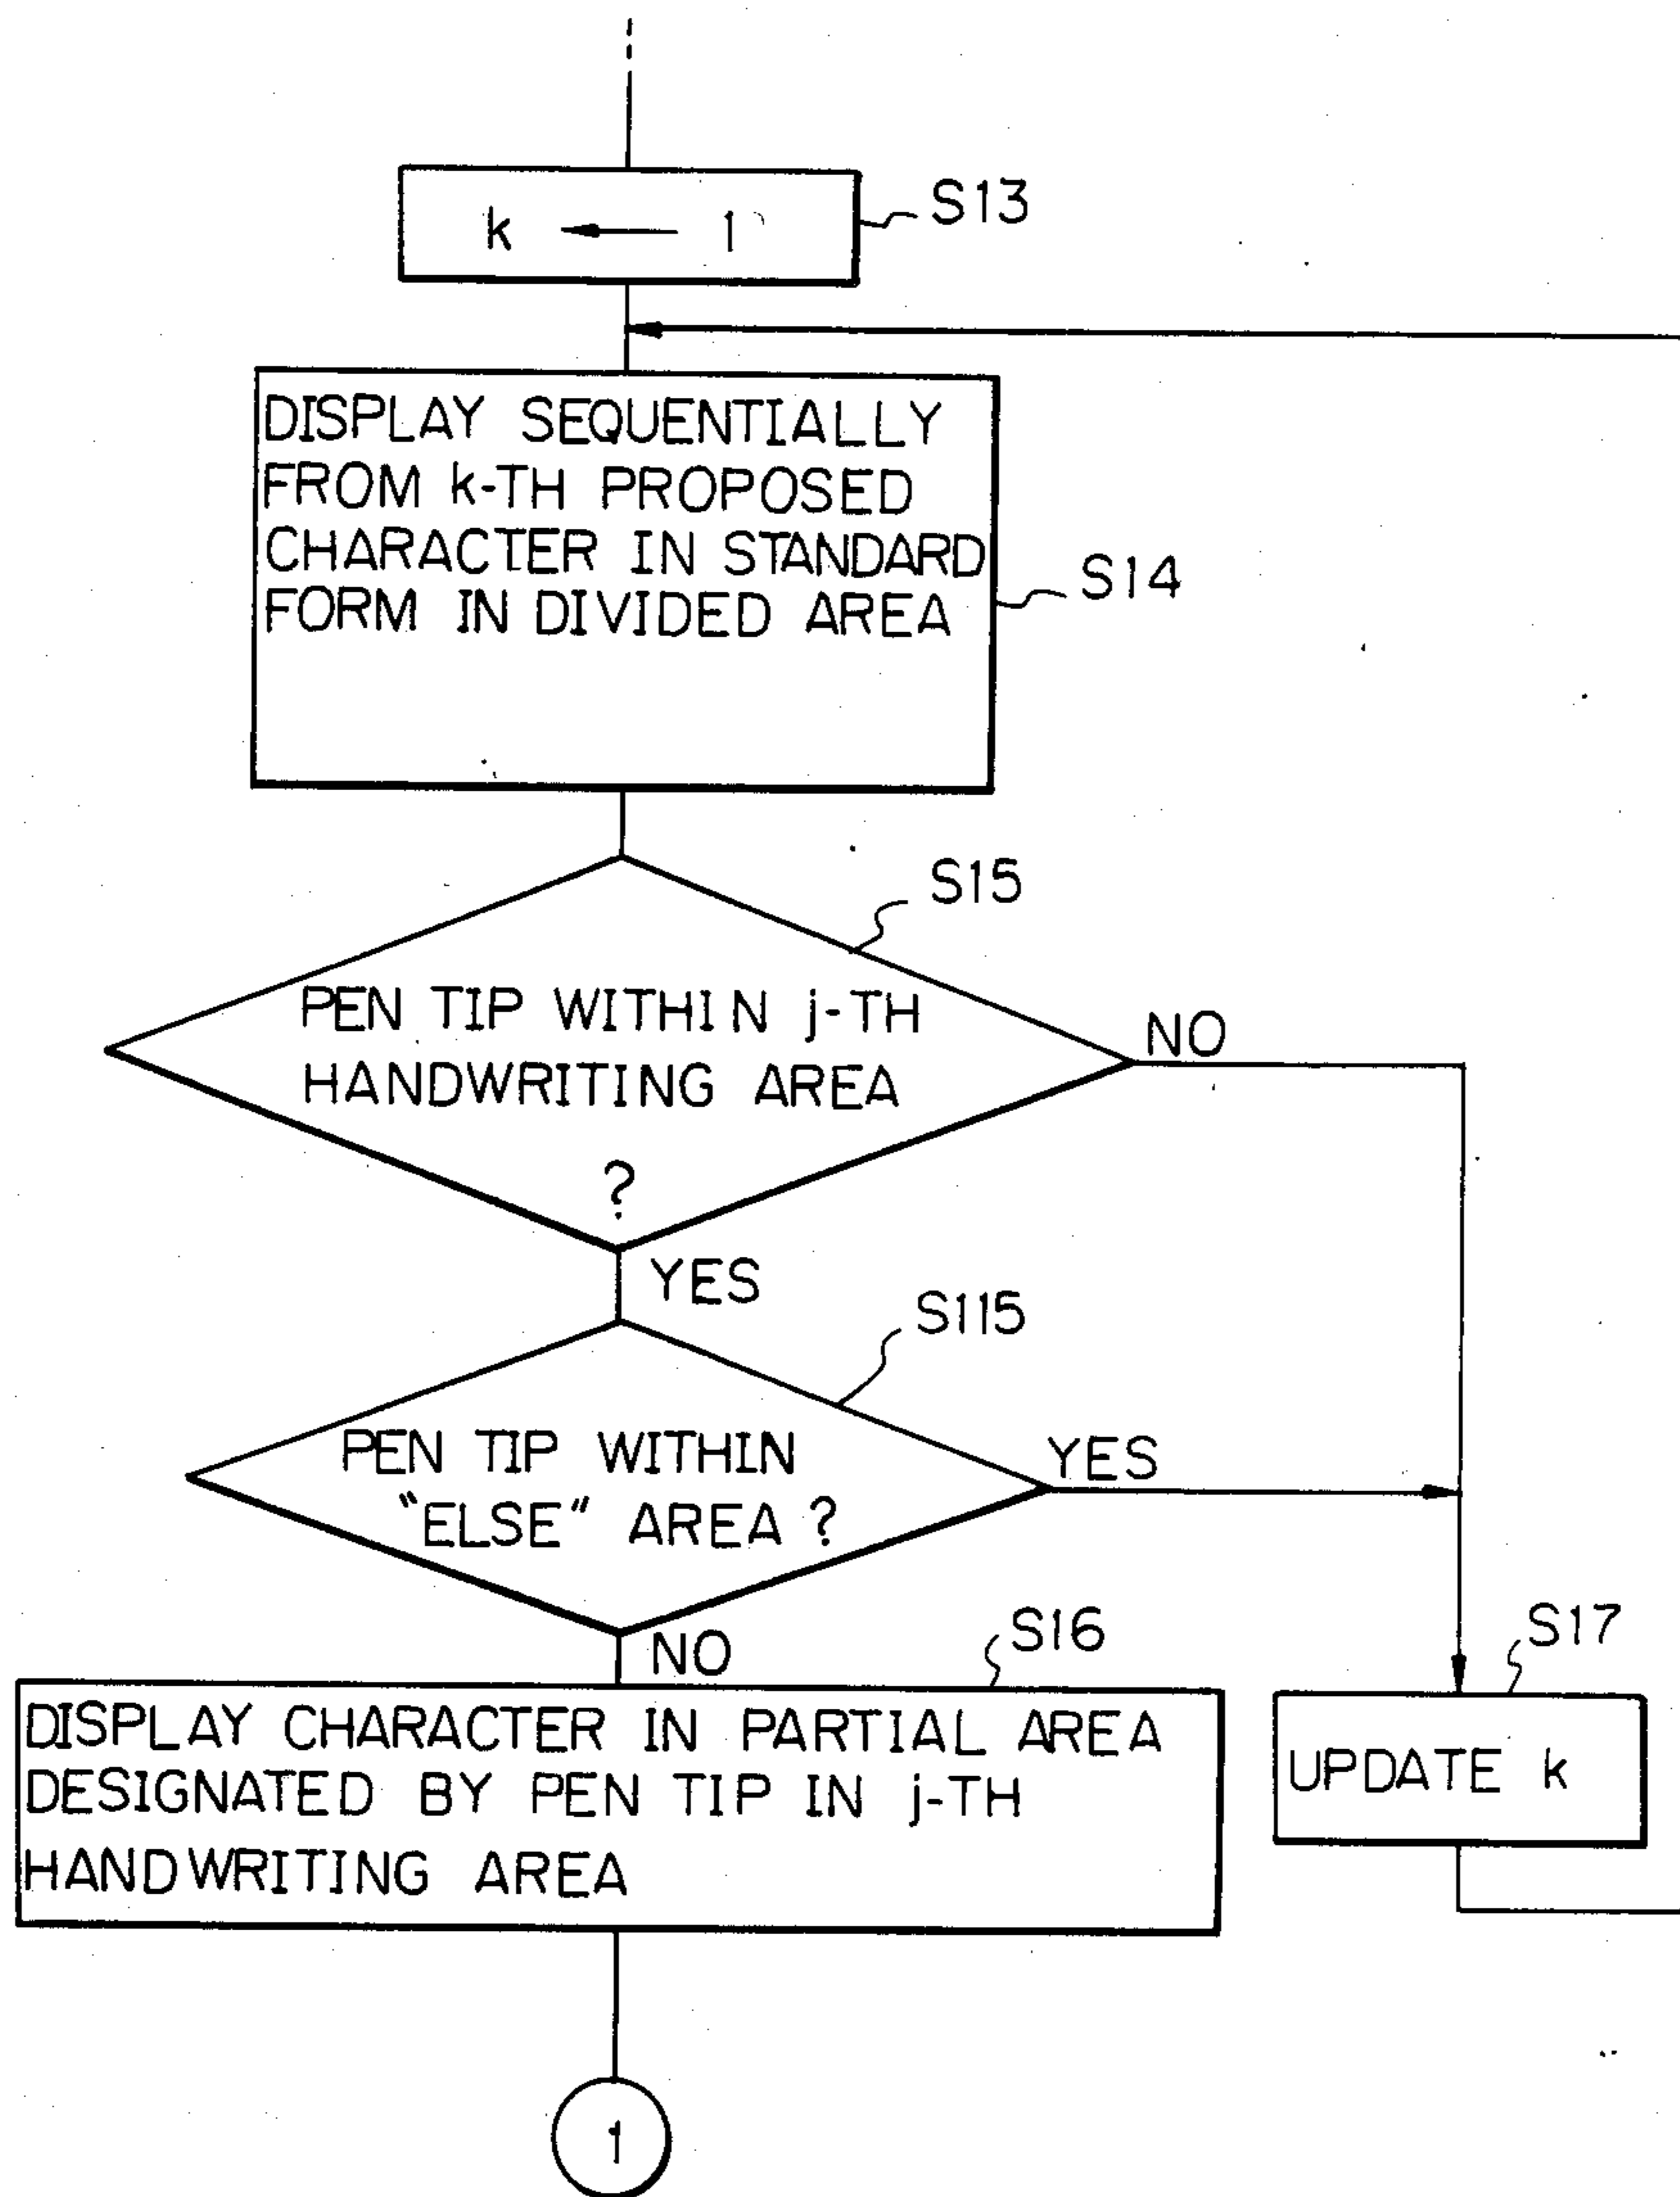 S13
k ← 1
DISPLAY SEQUENTIALLY
FROM k-TH PROPOSED
CHARACTER IN STANDARD
FORM IN DIVIDED AREA
S14
S15
PEN TIP WITHIN j-TH
HANDWRITING AREA
?
NO
YES
S115
PEN TIP WITHIN
"ELSE" AREA ?
YES
NO
S16
S17
DISPLAY CHARACTER IN PARTIAL AREA
DESIGNATED BY PEN TIP IN j-TH
HANDWRITING AREA
UPDATE k
1